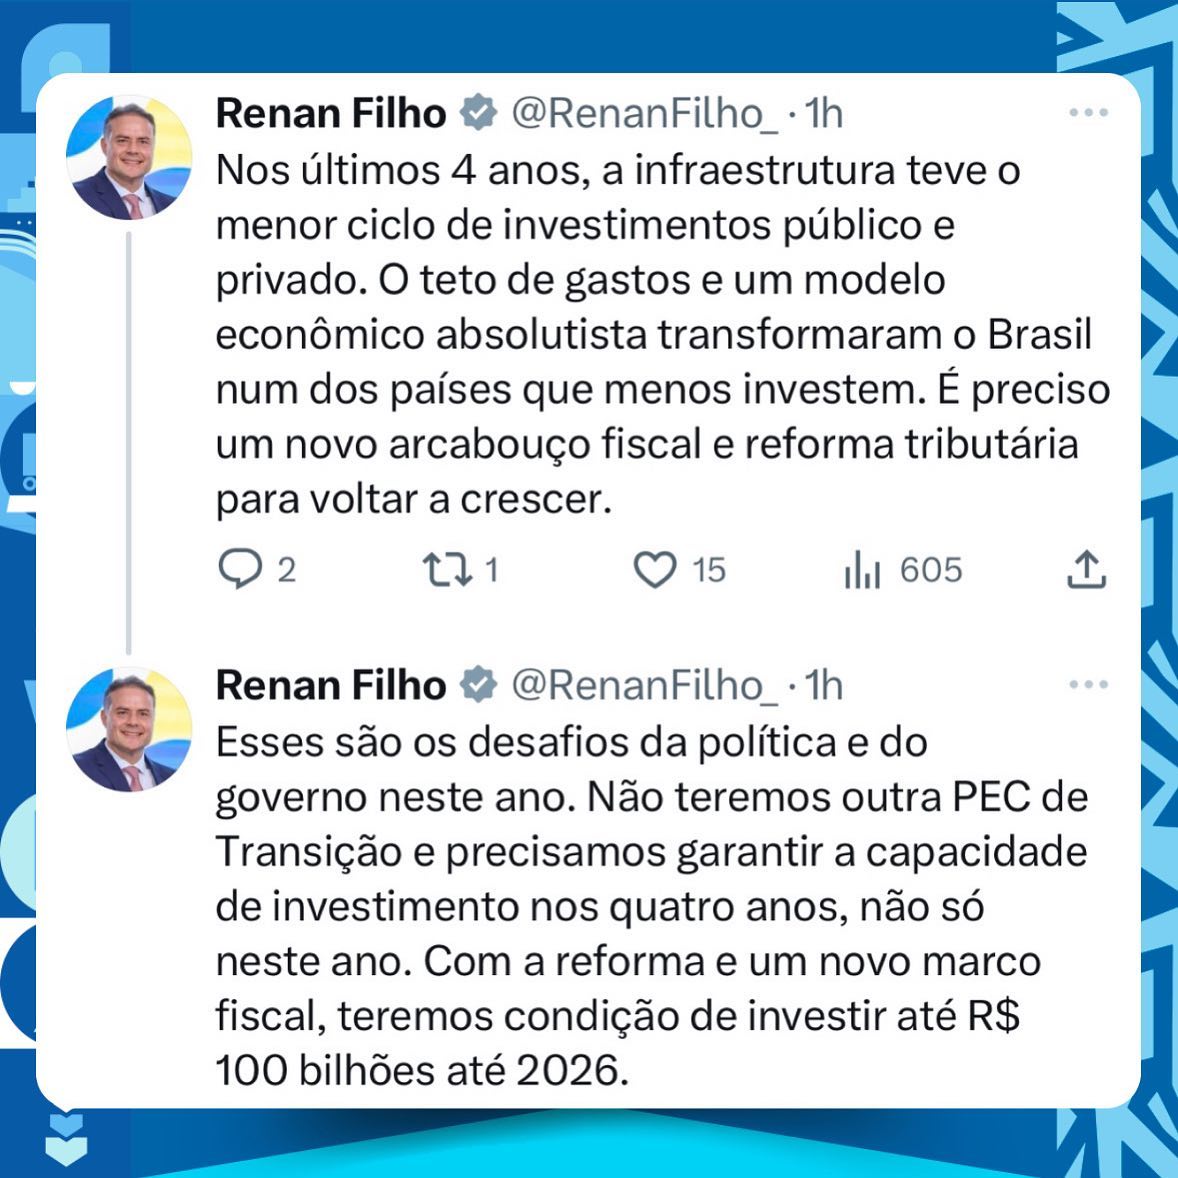 Renan Filho @RenanFilho_ · 1h
Nos últimos 4 anos, a infraestrutura teve o
menor ciclo de investimentos público e
privado. O teto de gastos e um modelo
econômico absolutista transformaram o Brasil
num dos países que menos investem. É preciso
um novo arcabouço fiscal e reforma tributária
para voltar a crescer.
2 1 15 605
Renan Filho @RenanFilho_ · 1h
Esses são os desafios da política e do
governo neste ano. Não teremos outra PEC de
Transição e precisamos garantir a capacidade
de investimento nos quatro anos, não só
neste ano. Com a reforma e um novo marco
fiscal, teremos condição de investir até R$
100 bilhões até 2026.